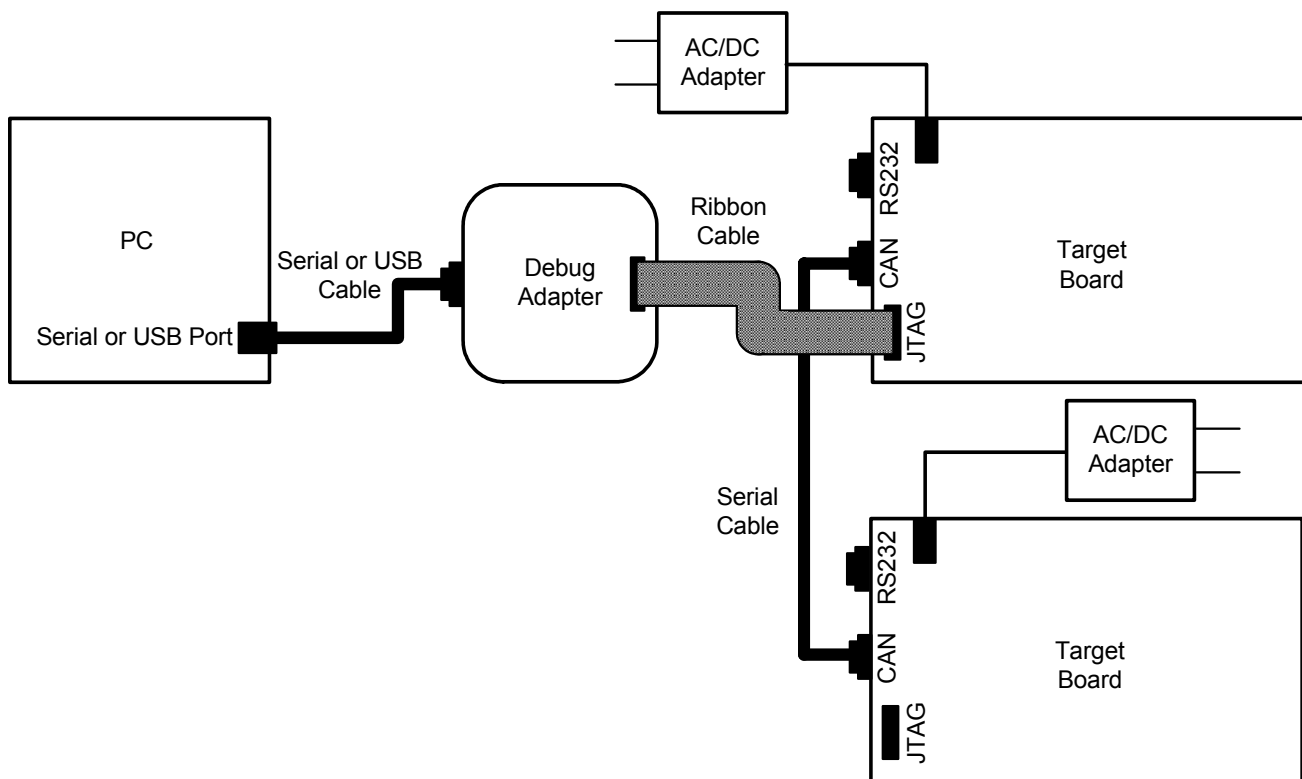 AC/DC
Adapter
PC
Serial or USB Port
Serial or USB
Cable
Debug
Adapter
Ribbon
Cable
RS232
CAN
JTAG
Target
Board
AC/DC
Adapter
Serial
Cable
RS232
CAN
JTAG
Target
Board